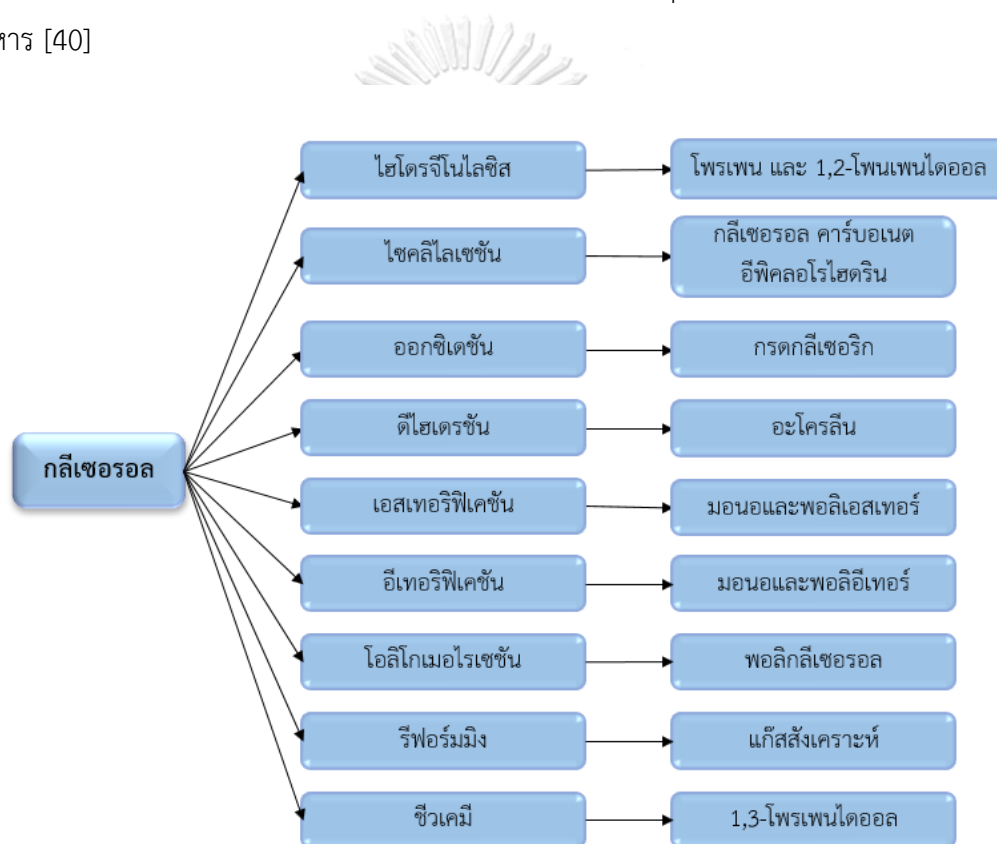 หาร [40]
ไฮโดรจีโนไลซิส
โพรเพน และ 1,2-โพนเพนไดออล
ไซคลิไลเซชัน
กลีเซอรอล คาร์บอเนต
อีพิคลอโรไฮดริน
ออกซิเดชัน
กรดกลีเซอริก
ดีไฮเดรชัน
อะโครลีน
กลีเซอรอล
เอสเทอริฟิเคชัน
มอนอและพอลิเอสเทอร์
อีเทอริฟิเคชัน
มอนอและพอลิอีเทอร์
โอลิโกเมอไรเซชัน
พอลิกลีเซอรอล
รีฟอร์มมิง
แก๊สสังเคราะห์
ชีวเคมี
1,3-โพรเพนไดออล